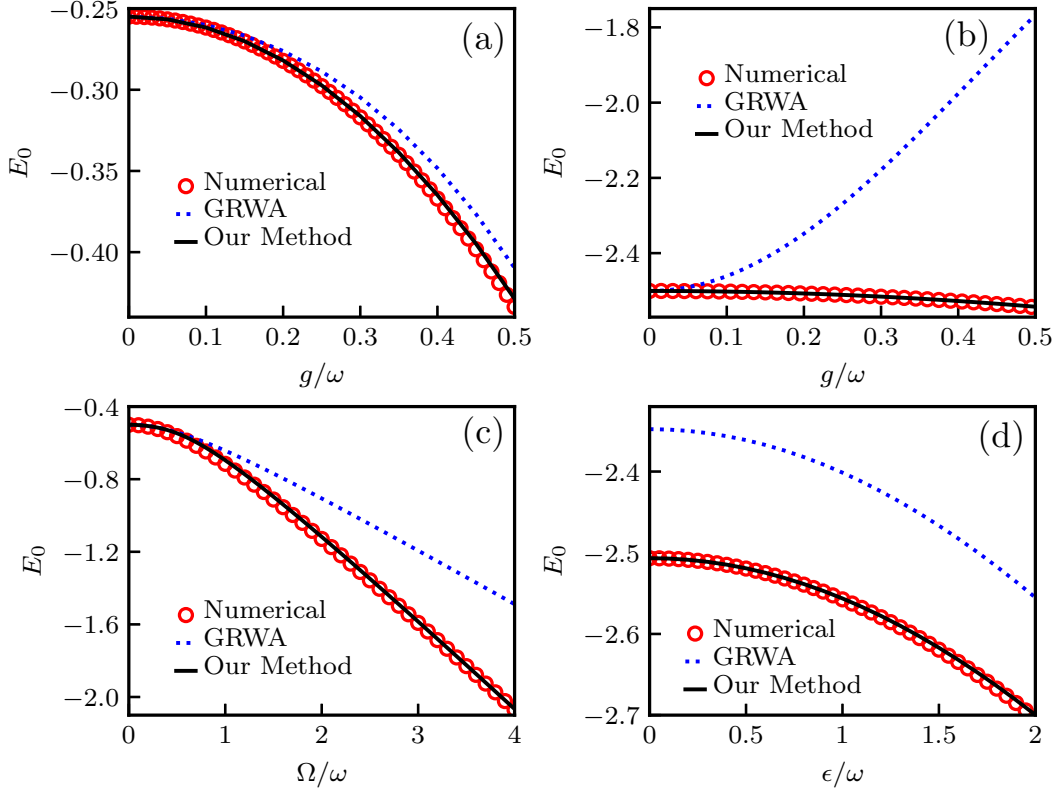 (a)
−0.25
−0.30
−0.35
−0.40
E₀
Numerical
GRWA
Our Method
0 0.1 0.2 0.3 0.4 0.5
g/ω
(b)
−1.8
−2.0
−2.2
−2.4
E₀
Numerical
GRWA
Our Method
0 0.1 0.2 0.3 0.4 0.5
g/ω
(c)
−0.4
−0.8
−1.2
−1.6
−2.0
E₀
Numerical
GRWA
Our Method
0 1 2 3 4
Ω/ω
(d)
−2.4
−2.5
−2.6
−2.7
E₀
Numerical
GRWA
Our Method
0 0.5 1 1.5 2
ϵ/ω